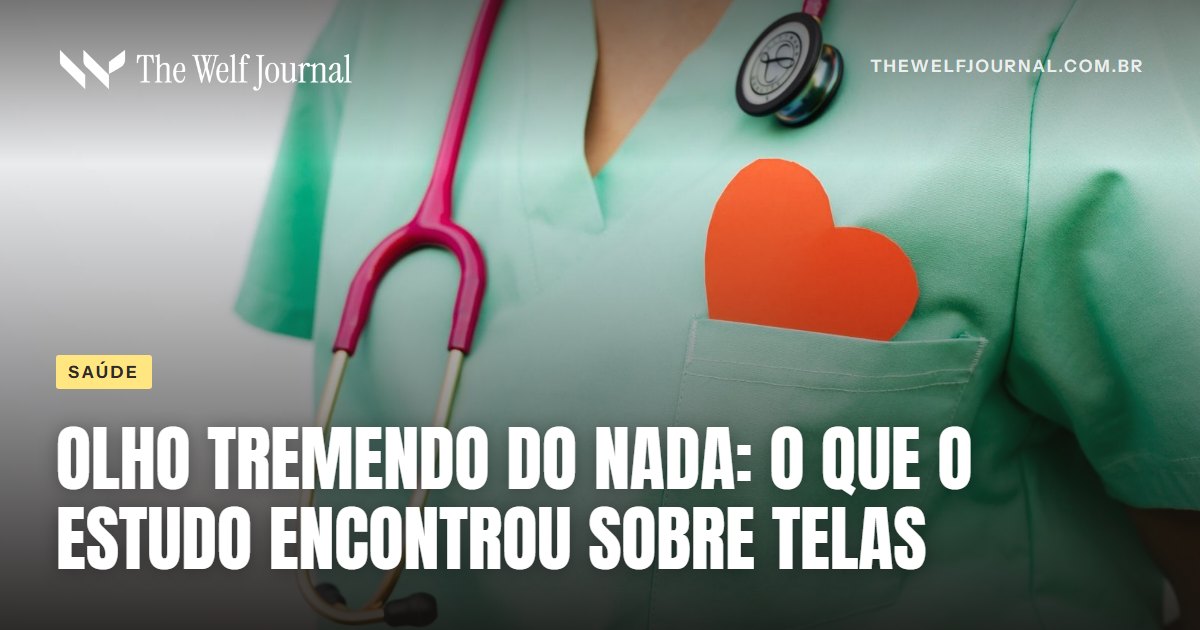 The Welf Journal
THEWELFJOURNAL.COM.BR
SAÚDE
OLHO TREMENDO DO NADA: O QUE O
ESTUDO ENCONTROU SOBRE TELAS